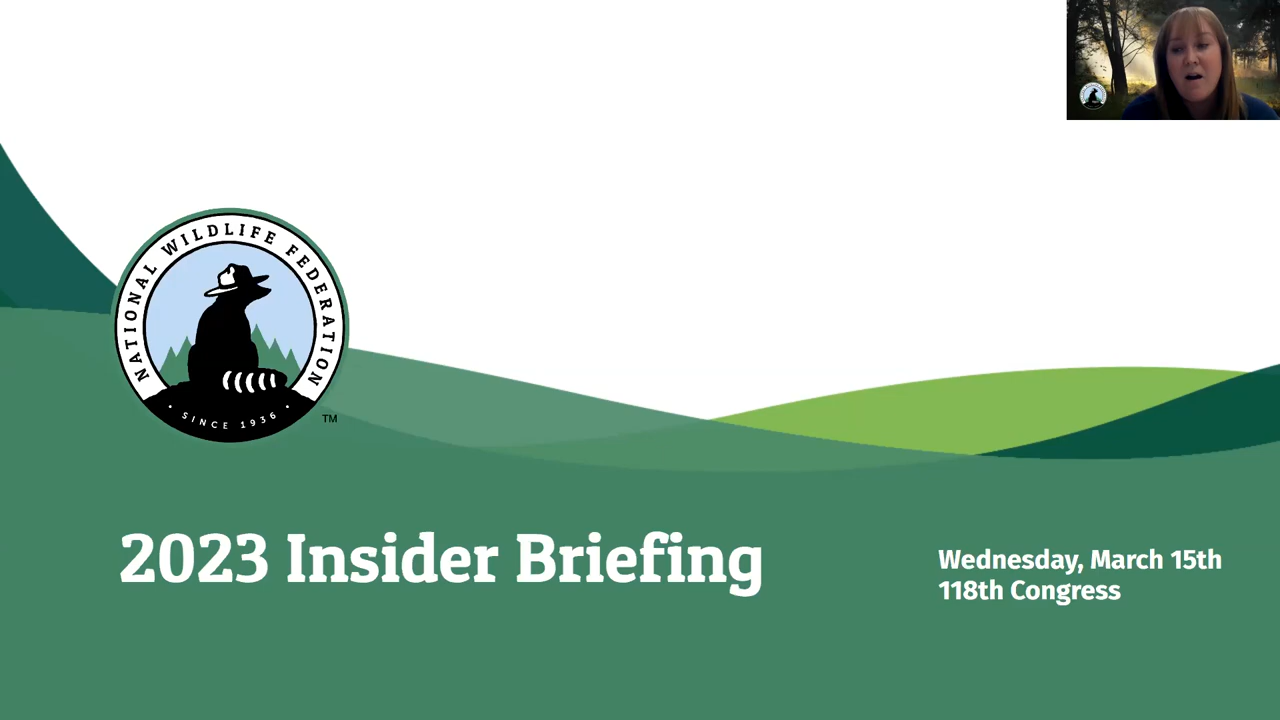 NATIONAL WILDLIFE FEDERATION
• SINCE 1936 •
TM
2023 Insider Briefing
Wednesday, March 15th
118th Congress